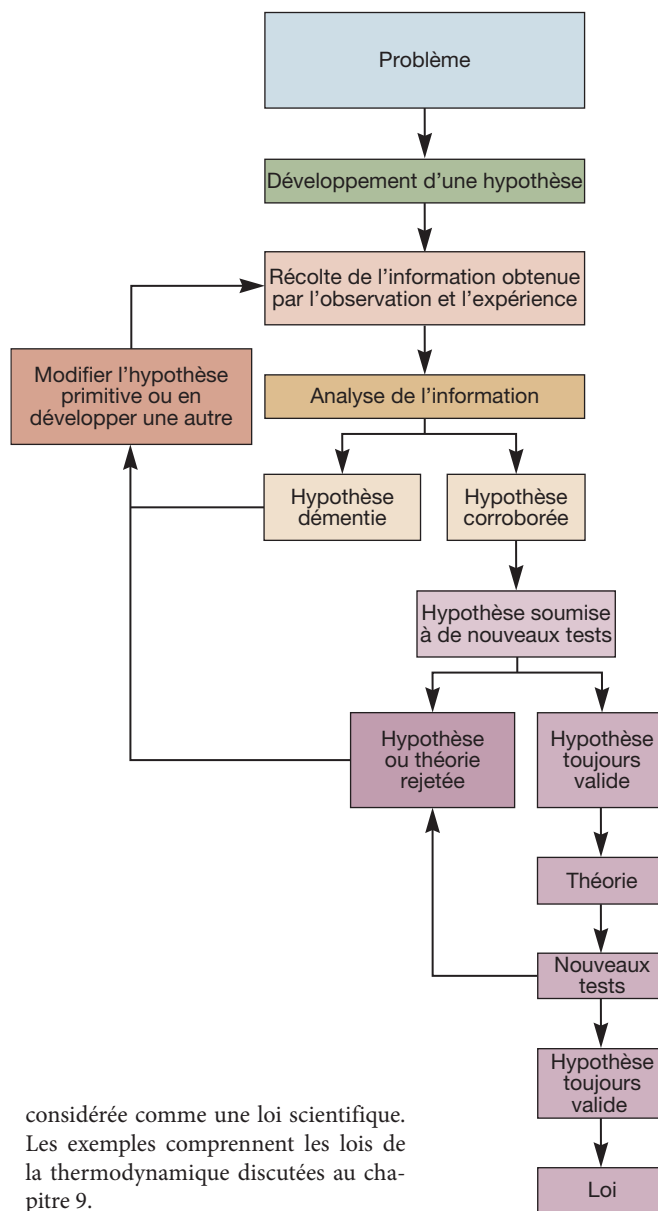 Problème
Développement d'une hypothèse
Récolte de l'information obtenue
par l'observation et l'expérience
Modifier l'hypothèse
primitive ou en
développer une autre
Analyse de l'information
Hypothèse
démentie
Hypothèse
corroborée
Hypothèse soumise
à de nouveaux tests
Hypothèse
ou théorie
rejetée
Hypothèse
toujours
valide
Théorie
Nouveaux
tests
Hypothèse
toujours
valide
Loi
considérée comme une loi scientifique.
Les exemples comprennent les lois de
la thermodynamique discutées au cha-
pitre 9.